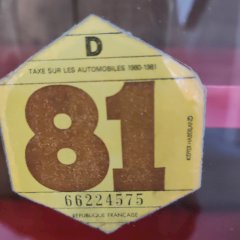 D
TAXE SUR LES AUTOMOBILES 1980-1981
81
66224575
RÉPUBLIQUE FRANÇAISE